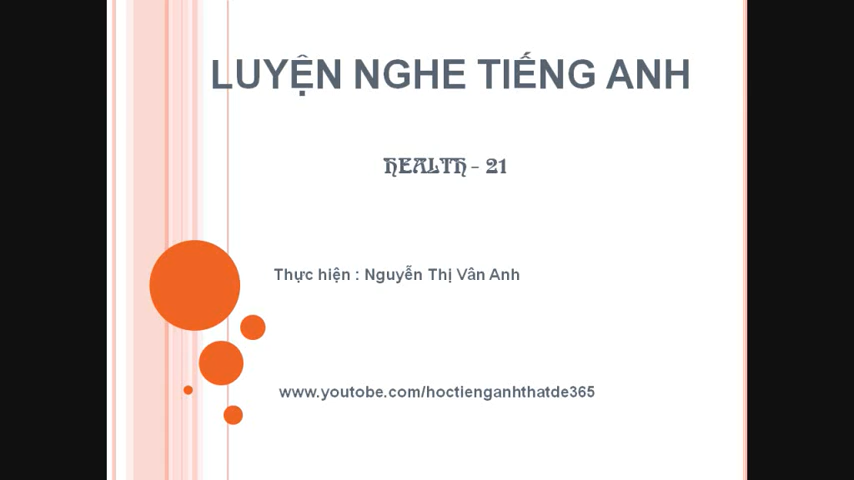 LUYỆN NGHE TIẾNG ANH
HEALTH - 21
Thực hiện : Nguyễn Thị Vân Anh
www.youtobe.com/hoctienganhthatde365